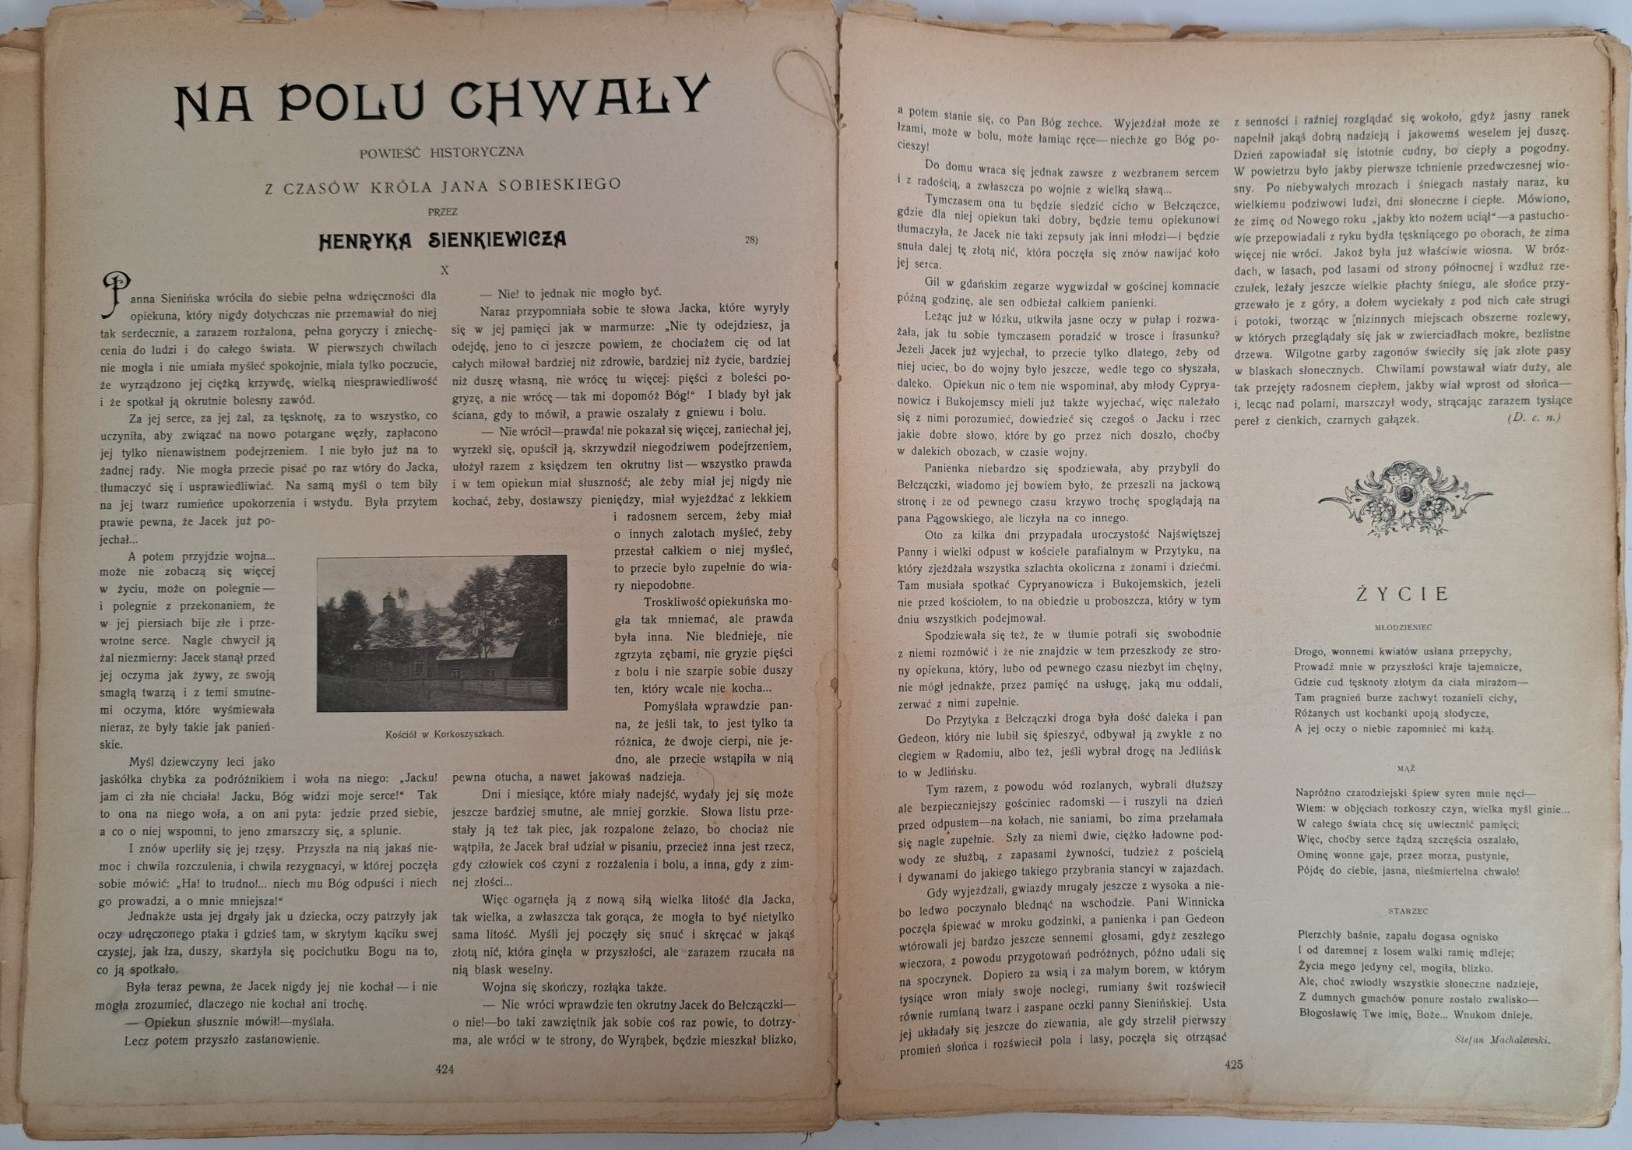 NA POLU CHWAŁY
POWIEŚĆ HISTORYCZNA
Z CZASÓW KRÓLA JANA SOBIESKIEGO
PRZEZ
HENRYKA SIENKIEWICZA
28)
X
Panna Sienińska wróciła do siebie pełna wdzięczności dla
opiekuna, który nigdy dotychczas nie przemawiał do niej
tak serdecznie, a zarazem rozżalona, pełna goryczy i zniechę-
cenia do ludzi i do całego świata. W pierwszych chwilach
nie mogła i nie umiała myśleć spokojnie, miała tylko poczucie,
że wyrządzono jej ciężką krzywdę, wielką niesprawiedliwość
i że spotkał ją okrutnie bolesny zawód.
Za jej serce, za jej żal, za tęsknotę, za to wszystko, co
uczyniła, aby związać na nowo potargane węzły, zapłacono
jej tylko nienawistnem podejrzeniem. I nie było już na to
żadnej rady. Nie mogła przecie pisać po raz wtóry do Jacka,
tłumaczyć się i usprawiedliwiać. Na samą myśl o tem biły
na jej twarz rumieńce upokorzenia i wstydu. Była przytem
prawie pewna, że Jacek już po-
jechał...
A potem przyjdzie wojna...
może nie zobaczą się więcej
w życiu, może on polegnie—
i polegnie z przekonaniem, że
w jej piersiach bije złe i prze-
wrotne serce. Nagle chwycił ją
żal niezmierny: Jacek stanął przed
jej oczyma jak żywy, ze swoją
smagłą twarzą i z temi smutne-
mi oczyma, które wyśmiewała
nieraz, że były takie jak panień-
skie.
Myśl dziewczyny leci jako
jaskółka chybka za podróżnikiem i woła na niego: „Jacku!
jam ci zła nie chciała! Jacku, Bóg widzi moje serce!“ Tak
to ona na niego woła, a on ani pyta: jedzie przed siebie,
a co o niej wspomni, to jeno zmarszczy się, a splunie.
I znów uperliły się jej rzęsy. Przyszła na nią jakaś nie-
moc i chwila rozczulenia, i chwila rezygnacyi, w której poczęła
sobie mówić: „Ha! to trudno!... niech mu Bóg odpuści i niech
go prowadzi, a o mnie mniejsza!“
Jednakże usta jej drgały jak u dziecka, oczy patrzyły jak
oczy udręczonego ptaka i gdzieś tam, w skrytym kąciku swej
czystej, jak łza, duszy, skarżyła się pocichutku Bogu na to,
co ją spotkało.
Była teraz pewna, że Jacek nigdy jej nie kochał—i nie
mogła zrozumieć, dlaczego nie kochał ani trochę.
— Opiekun słusznie mówił!—myślała.
Lecz potem przyszło zastanowienie.
— Nie! to jednak nie mogło być.
Naraz przypomniała sobie te słowa Jacka, które wyryły
się w jej pamięci jak w marmurze: „Nie ty odejdziesz, ja
odejdę, jeno to ci jeszcze powiem, że chociażem cię od lat
całych miłował bardziej niż zdrowie, bardziej niż życie, bardziej
niż duszę własną, nie wrócę tu więcej: pięści z boleści po-
gryzę, a nie wrócę—tak mi dopomóż Bóg!“ I blady był jak
ściana, gdy to mówił, a prawie oszalały z gniewu i bolu.
— Nie wrócił—prawda! nie pokazał się więcej, zaniechał jej,
wyrzekł się, opuścił ją, skrzywdził niegodziwem podejrzeniem,
ułożył razem z księdzem ten okrutny list—wszystko prawda
i w tem opiekun miał słuszność; ale żeby miał jej nigdy nie
kochać, żeby, dostawszy pieniędzy, miał wyjeżdżać z lekkiem
i radosnem sercem, żeby miał
o innych zalotach myśleć, żeby
przestał całkiem o niej myśleć,
to przecie było zupełnie do wia-
ry niepodobne.
Troskliwość opiekuńska mo-
gła tak mniemać, ale prawda
była inna. Nie blednieje, nie
zgrzyta zębami, nie gryzie pięści
z bolu i nie szarpie sobie duszy
ten, który wcale nie kocha...
Pomyślała wprawdzie pan-
na, że jeśli tak, to jest tylko ta
różnica, że dwoje cierpi, nie je-
dno, ale przecie wstąpiła w nią
pewna otucha, a nawet jakowaś nadzieja.
Dni i miesiące, które miały nadejść, wydały jej się może
jeszcze bardziej smutne, ale mniej gorzkie. Słowa listu prze-
stały ją też tak piec, jak rozpalone żelazo, bo chociaż nie
wątpiła, że Jacek brał udział w pisaniu, przecież inna jest rzecz,
gdy człowiek coś czyni z rozżalenia i bolu, a inna, gdy z zim-
nej złości...
Więc ogarnęła ją z nową siłą wielka litość dla Jacka,
tak wielka, a zwłaszcza tak gorąca, że mogła to być nietylko
sama litość. Myśli jej poczęły się snuć i skręcać w jakąś
złotą nić, która ginęła w przyszłości, ale zarazem rzucała na
nią blask weselny.
Wojna się skończy, rozłąka także.
— Nie wróci wprawdzie ten okrutny Jacek do Bełczączki—
o nie!—bo taki zawziętnik jak sobie coś raz powie, to dotrzy-
ma, ale wróci w te strony, do Wyrąbek, będzie mieszkał blizko,
Kościół w Korkoszyszkach.
424
a potem stanie się, co Pan Bóg zechce. Wyjeżdżał może ze
łzami, może w bolu, może łamiąc ręce—niechże go Bóg po-
cieszy!
Do domu wraca się jednak zawsze z wezbranem sercem
i z radością, a zwłaszcza po wojnie z wielką sławą...
Tymczasem ona tu będzie siedzić cicho w Bełczączce,
gdzie dla niej opiekun taki dobry, będzie temu opiekunowi
tłumaczyła, że Jacek nie taki zepsuty jak inni młodzi—i będzie
snuła dalej tę złotą nić, która poczęła się znów nawijać koło
jej serca.
Gil w gdańskim zegarze wygwizdał w gościnej komnacie
późną godzinę, ale sen odbieżał całkiem panienki.
Leżąc już w łóżku, utkwiła jasne oczy w pułap i rozwa-
żała, jak tu sobie tymczasem poradzić w trosce i frasunku?
Jeżeli Jacek już wyjechał, to przecie tylko dlatego, żeby od
niej uciec, bo do wojny było jeszcze, wedle tego co słyszała,
daleko. Opiekun nic o tem nie wspominał, aby młody Cyprya-
nowicz i Bukojemscy mieli już także wyjechać, więc należało
się z nimi porozumieć, dowiedzieć się czegoś o Jacku i rzec
jakie dobre słowo, które by go przez nich doszło, choćby
w dalekich obozach, w czasie wojny.
Panienka niebardzo się spodziewała, aby przybyli do
Bełczączki, wiadomo jej bowiem było, że przeszli na jackową
stronę i że od pewnego czasu krzywo trochę spoglądają na
pana Pągowskiego, ale liczyła na co innego.
Oto za kilka dni przypadała uroczystość Najświętszej
Panny i wielki odpust w kościele parafialnym w Przytyku, na
który zjeżdżała wszystka szlachta okoliczna z żonami i dziećmi.
Tam musiała spotkać Cypryanowicza i Bukojemskich, jeżeli
nie przed kościołem, to na obiedzie u proboszcza, który w tym
dniu wszystkich podejmował.
Spodziewała się też, że w tłumie potrafi się swobodnie
z niemi rozmówić i że nie znajdzie w tem przeszkody ze stro-
ny opiekuna, który, lubo od pewnego czasu niezbyt im chętny,
nie mógł jednakże, przez pamięć na usługę, jaką mu oddali,
zerwać z nimi zupełnie.
Do Przytyka z Bełczączki droga była dość daleka i pan
Gedeon, który nie lubił się śpieszyć, odbywał ją zwykle z no
clegiem w Radomiu, albo też, jeśli wybrał drogę na Jedlińsk
to w Jedlińsku.
Tym razem, z powodu wód rozlanych, wybrali dłuższy
ale bezpieczniejszy gościniec radomski—i ruszyli na dzień
przed odpustem—na kołach, nie saniami, bo zima przełamała
się nagle zupełnie. Szły za niemi dwie, ciężko ładowne pod-
wody ze służbą, z zapasami żywności, tudzież z pościelą
i dywanami do jakiego takiego przybrania stancyi w zajazdach.
Gdy wyjeżdżali, gwiazdy mrugały jeszcze z wysoka a nie-
bo ledwo poczynało blednąć na wschodzie. Pani Winnicka
poczęła śpiewać w mroku godzinki, a panienka i pan Gedeon
wtórowali jej bardzo jeszcze sennemi głosami, gdyż zeszłego
wieczora, z powodu przygotowań podróżnych, późno udali się
na spoczynek. Dopiero za wsią i za małym borem, w którym
tysiące wron miały swoje noclegi, rumiany świt rozświecił
równie rumianą twarz i zaspane oczki panny Sienińskiej. Usta
jej układały się jeszcze do ziewania, ale gdy strzelił pierwszy
promień słońca i rozświecił pola i lasy, poczęła się otrząsać
z senności i raźniej rozglądać się wokoło, gdyż jasny ranek
napełnił jakąś dobrą nadzieją i jakowemś weselem jej duszę.
Dzień zapowiadał się istotnie cudny, bo ciepły a pogodny.
W powietrzu było jakby pierwsze tchnienie przedwczesnej wio-
sny. Po niebywałych mrozach i śniegach nastały naraz, ku
wielkiemu podziwowi ludzi, dni słoneczne i ciepłe. Mówiono,
że zimę od Nowego roku „jakby kto nożem uciął“—a pastucho-
wie przepowiadali z ryku bydła tęskniącego po oborach, że zima
więcej nie wróci. Jakoż była już właściwie wiosna. W bróz-
dach, w lasach, pod lasami od strony północnej i wzdłuż rze-
czułek, leżały jeszcze wielkie płachty śniegu, ale słońce przy-
grzewało je z góry, a dołem wyciekały z pod nich całe strugi
i potoki, tworząc w [nizinnych miejscach obszerne rozlewy,
w których przeglądały się jak w zwierciadłach mokre, bezlistne
drzewa. Wilgotne garby zagonów świeciły się jak złote pasy
w blaskach słonecznych. Chwilami powstawał wiatr duży, ale
tak przejęty radosnem ciepłem, jakby wiał wprost od słońca—
i, lecąc nad polami, marszczył wody, strącając zarazem tysiące
pereł z cienkich, czarnych gałązek. (D. c. n.)
ŻYCIE
MŁODZIENIEC
Drogo, wonnemi kwiatów usłana przepychy,
Prowadź mnie w przyszłości kraje tajemnicze,
Gdzie cud tęsknoty złotym da ciała mirażom—
Tam pragnień burze zachwyt rozanieli cichy,
Różanych ust kochanki upoją słodycze,
A jej oczy o niebie zapomnieć mi każą.
MĄŻ
Napróżno czarodziejski śpiew syren mnie nęci—
Wiem: w objęciach rozkoszy czyn, wielka myśl ginie...
W całego świata chcę się uwiecznić pamięci;
Więc, choćby serce żądzą szczęścia oszalało,
Ominę wonne gaje, przez morza, pustynie,
Pójdę do ciebie, jasna, nieśmiertelna chwało!
STARZEC
Pierzchły baśnie, zapału dogasa ognisko
I od daremnej z losem walki ramię mdleje;
Życia mego jedyny cel, mogiła, blizko.
Ale, choć zwiodły wszystkie słoneczne nadzieje,
Z dumnych gmachów ponure zostało zwalisko—
Błogosławię Twe imię, Boże... Wnukom dnieje.
Stefan Machalewski.
425